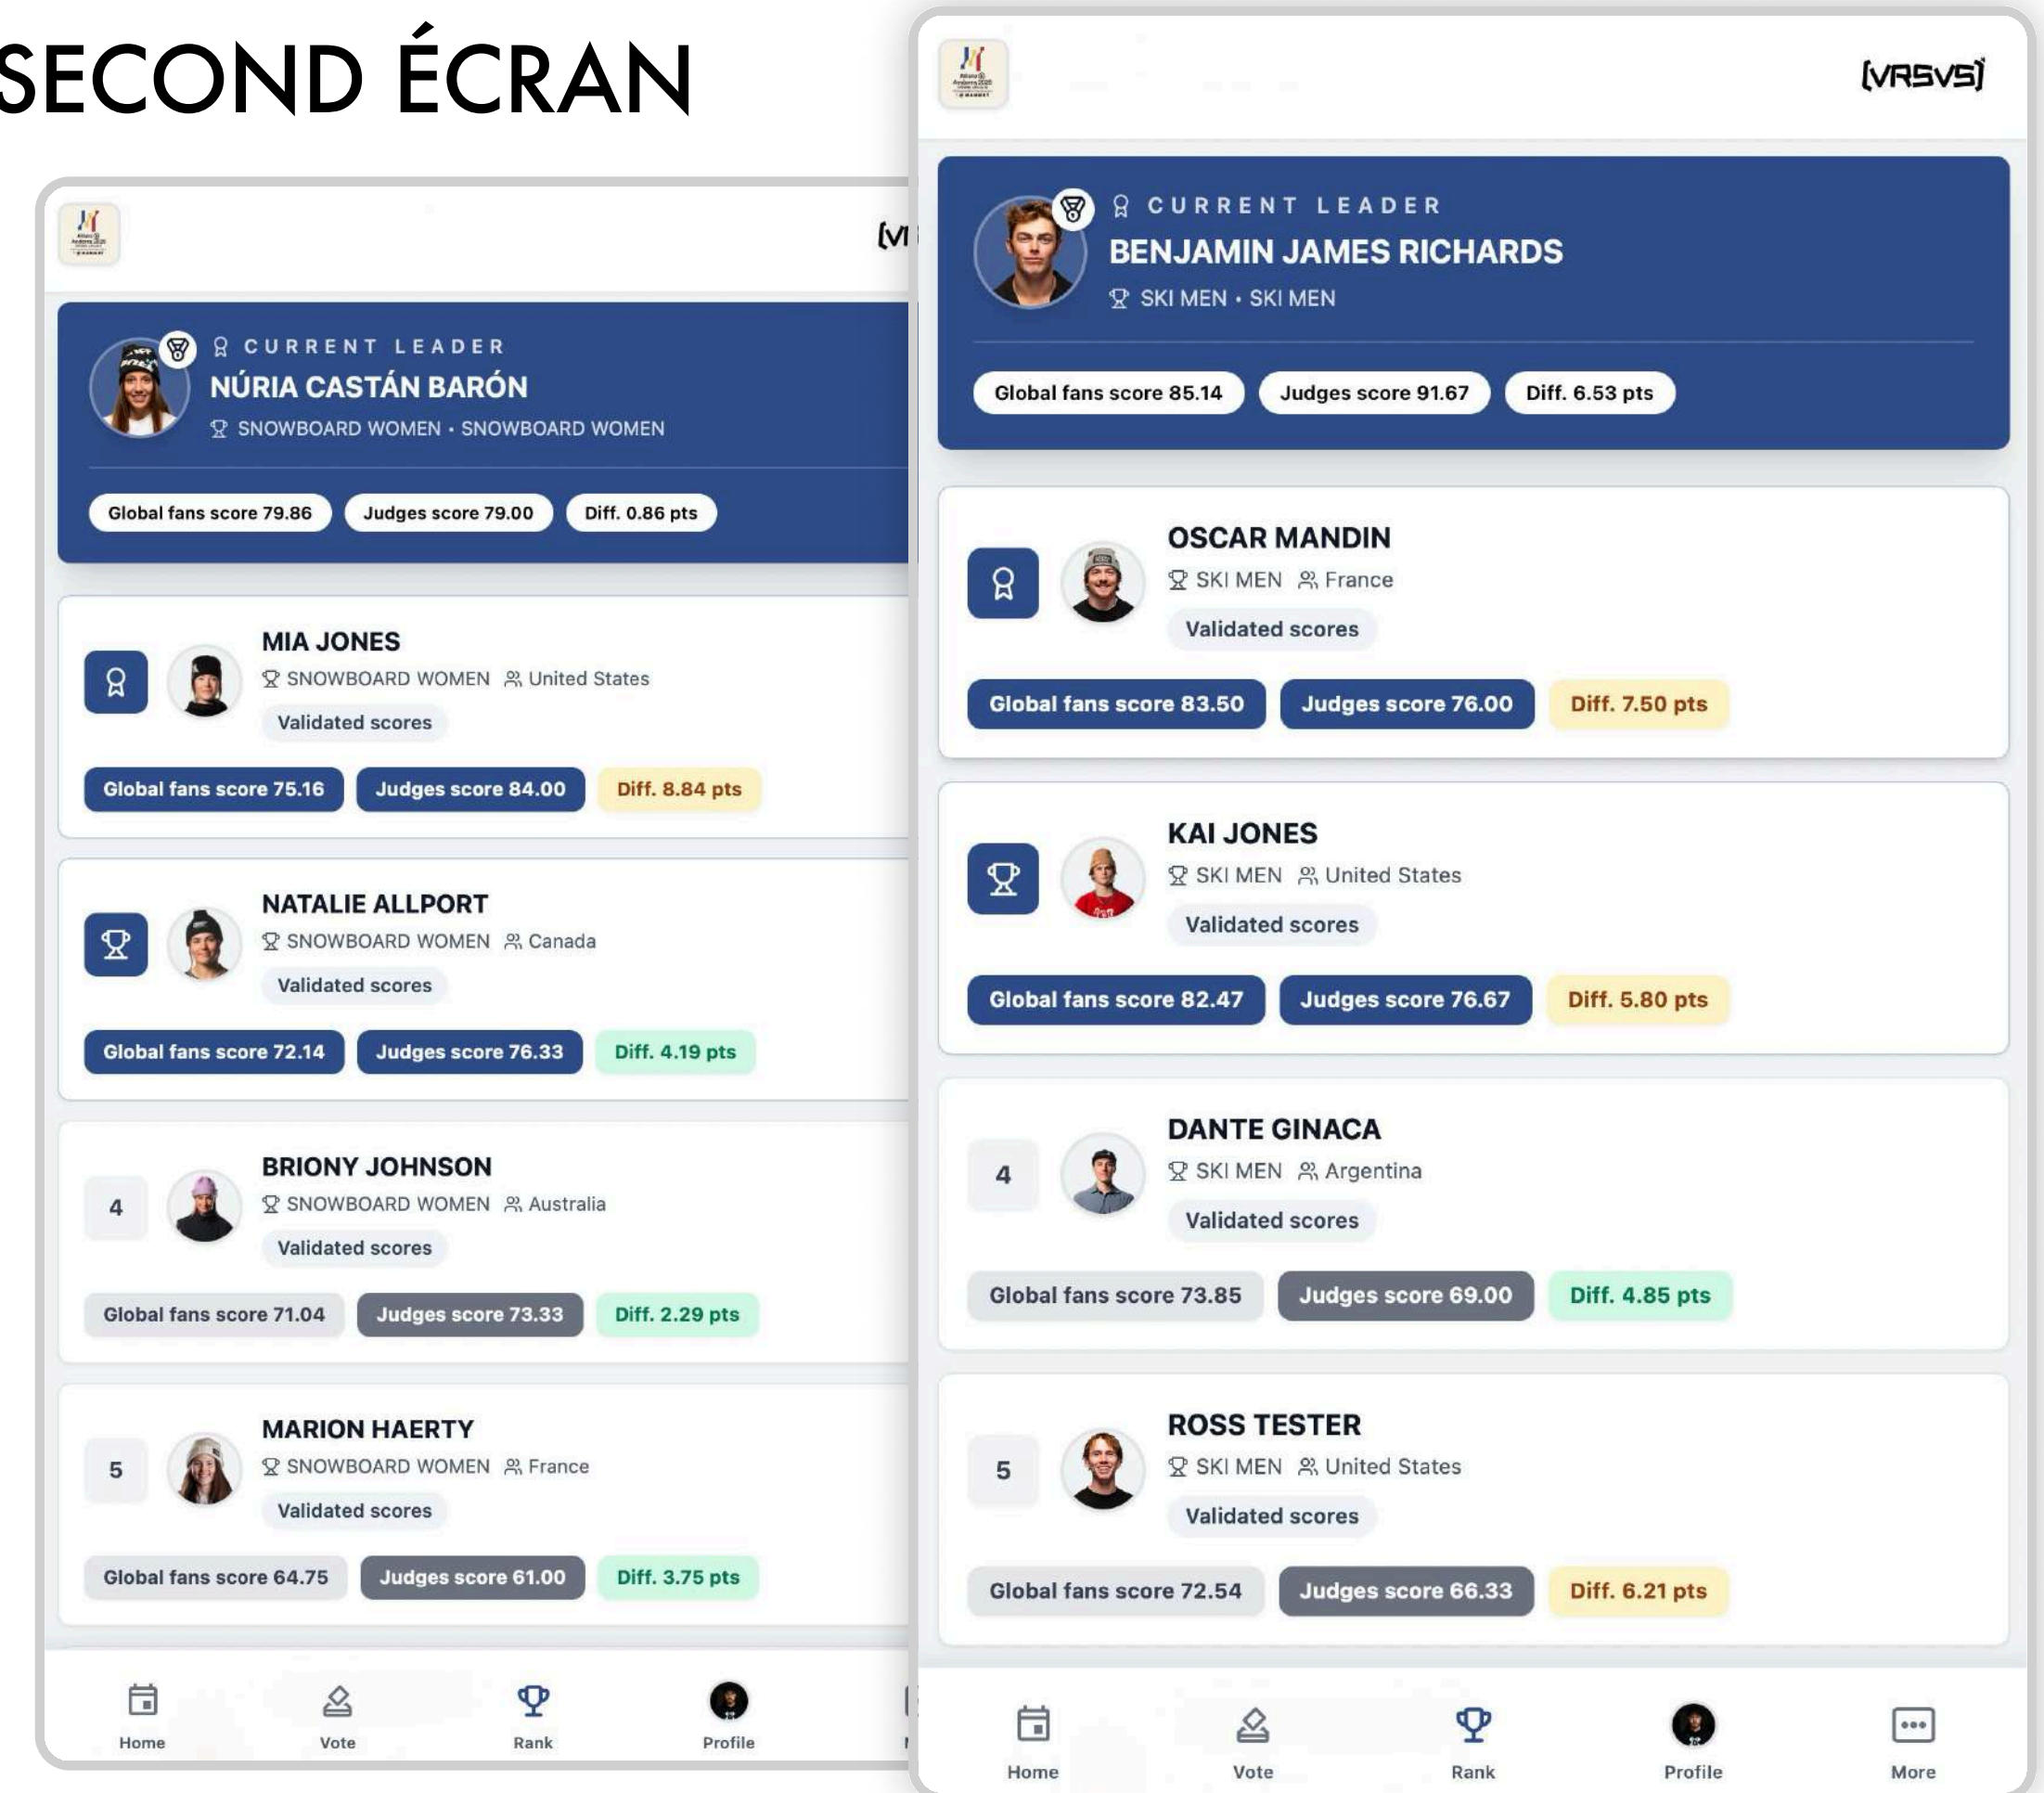 SECOND ÉCRAN
CURRENT LEADER
NÚRIA CASTÁN BARÓN
SNOWBOARD WOMEN • SNOWBOARD WOMEN
Global fans score 79.86 Judges score 79.00 Diff. 0.86 pts
MIA JONES
SNOWBOARD WOMEN United States
Validated scores
Global fans score 75.16 Judges score 84.00 Diff. 8.84 pts
NATALIE ALLPORT
SNOWBOARD WOMEN Canada
Validated scores
Global fans score 72.14 Judges score 76.33 Diff. 4.19 pts
4
BRIONY JOHNSON
SNOWBOARD WOMEN Australia
Validated scores
Global fans score 71.04 Judges score 73.33 Diff. 2.29 pts
5
MARION HAERTY
SNOWBOARD WOMEN France
Validated scores
Global fans score 64.75 Judges score 61.00 Diff. 3.75 pts
Home Vote Rank Profile
[VRSVS]
CURRENT LEADER
BENJAMIN JAMES RICHARDS
SKI MEN • SKI MEN
Global fans score 85.14 Judges score 91.67 Diff. 6.53 pts
OSCAR MANDIN
SKI MEN France
Validated scores
Global fans score 83.50 Judges score 76.00 Diff. 7.50 pts
KAI JONES
SKI MEN United States
Validated scores
Global fans score 82.47 Judges score 76.67 Diff. 5.80 pts
4
DANTE GINACA
SKI MEN Argentina
Validated scores
Global fans score 73.85 Judges score 69.00 Diff. 4.85 pts
5
ROSS TESTER
SKI MEN United States
Validated scores
Global fans score 72.54 Judges score 66.33 Diff. 6.21 pts
Home Vote Rank Profile More